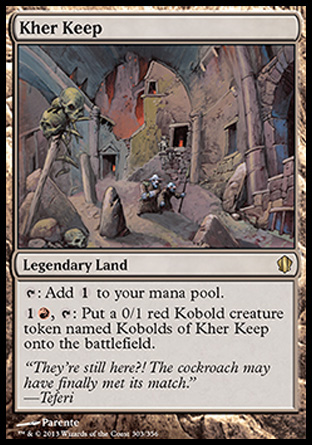 Kher Keep
Legendary Land
: Add 1 to your mana pool.
1 , : Put a 0/1 red Kobold creature
token named Kobolds of Kher Keep
onto the battlefield.
"They're still here?! The cockroach may
have finally met its match."
—Teferi
Parente
™ & © 2013 Wizards of the Coast 303/356